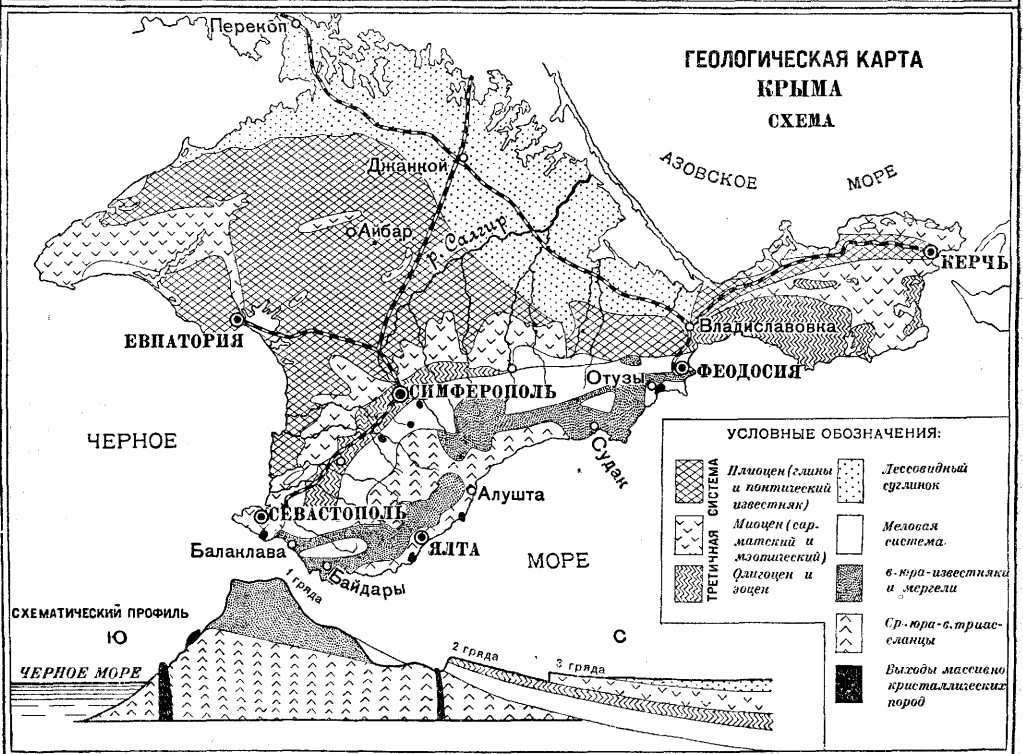 ГЕОЛОГИЧЕСКАЯ КАРТА
КРЫМА
СХЕМА
Перекоп
АЗОВСКОЕ МОРЕ
Джанкой
Айбар
р. Салгир
КЕРЧЬ
ЕВПАТОРИЯ
Владиславовка
ФЕОДОСИЯ
Отузы
СИМФЕРОПОЛЬ
ЧЕРНОЕ
Судак
Алушта
СЕВАСТОПОЛЬ
Балаклава
ЯЛТА
МОРЕ
Байдары
УСЛОВНЫЕ ОБОЗНАЧЕНИЯ:
ТРЕТИЧНАЯ СИСТЕМА
Плиоцен (глины
и понтический
известняк)
Миоцен (сар-
матский и
мэотический)
Олигоцен и
эоцен
Лессовидный
суглинок
Меловая
система
в. юра-известняки
и мергели
Ср. юра-в. триас-
сланцы
Выходы массивно
кристаллических
пород
СХЕМАТИЧЕСКИЙ ПРОФИЛЬ
Ю
С
1 гряда
2 гряда
3 гряда
ЧЕРНОЕ МОРЕ